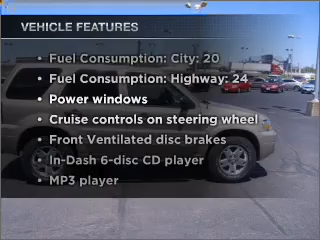 VEHICLE FEATURES
• Fuel Consumption: City: 20
• Fuel Consumption: Highway: 24
• Power windows
• Cruise controls on steering wheel
• Front Ventilated disc brakes
• In-Dash 6-disc CD player
• MP3 player